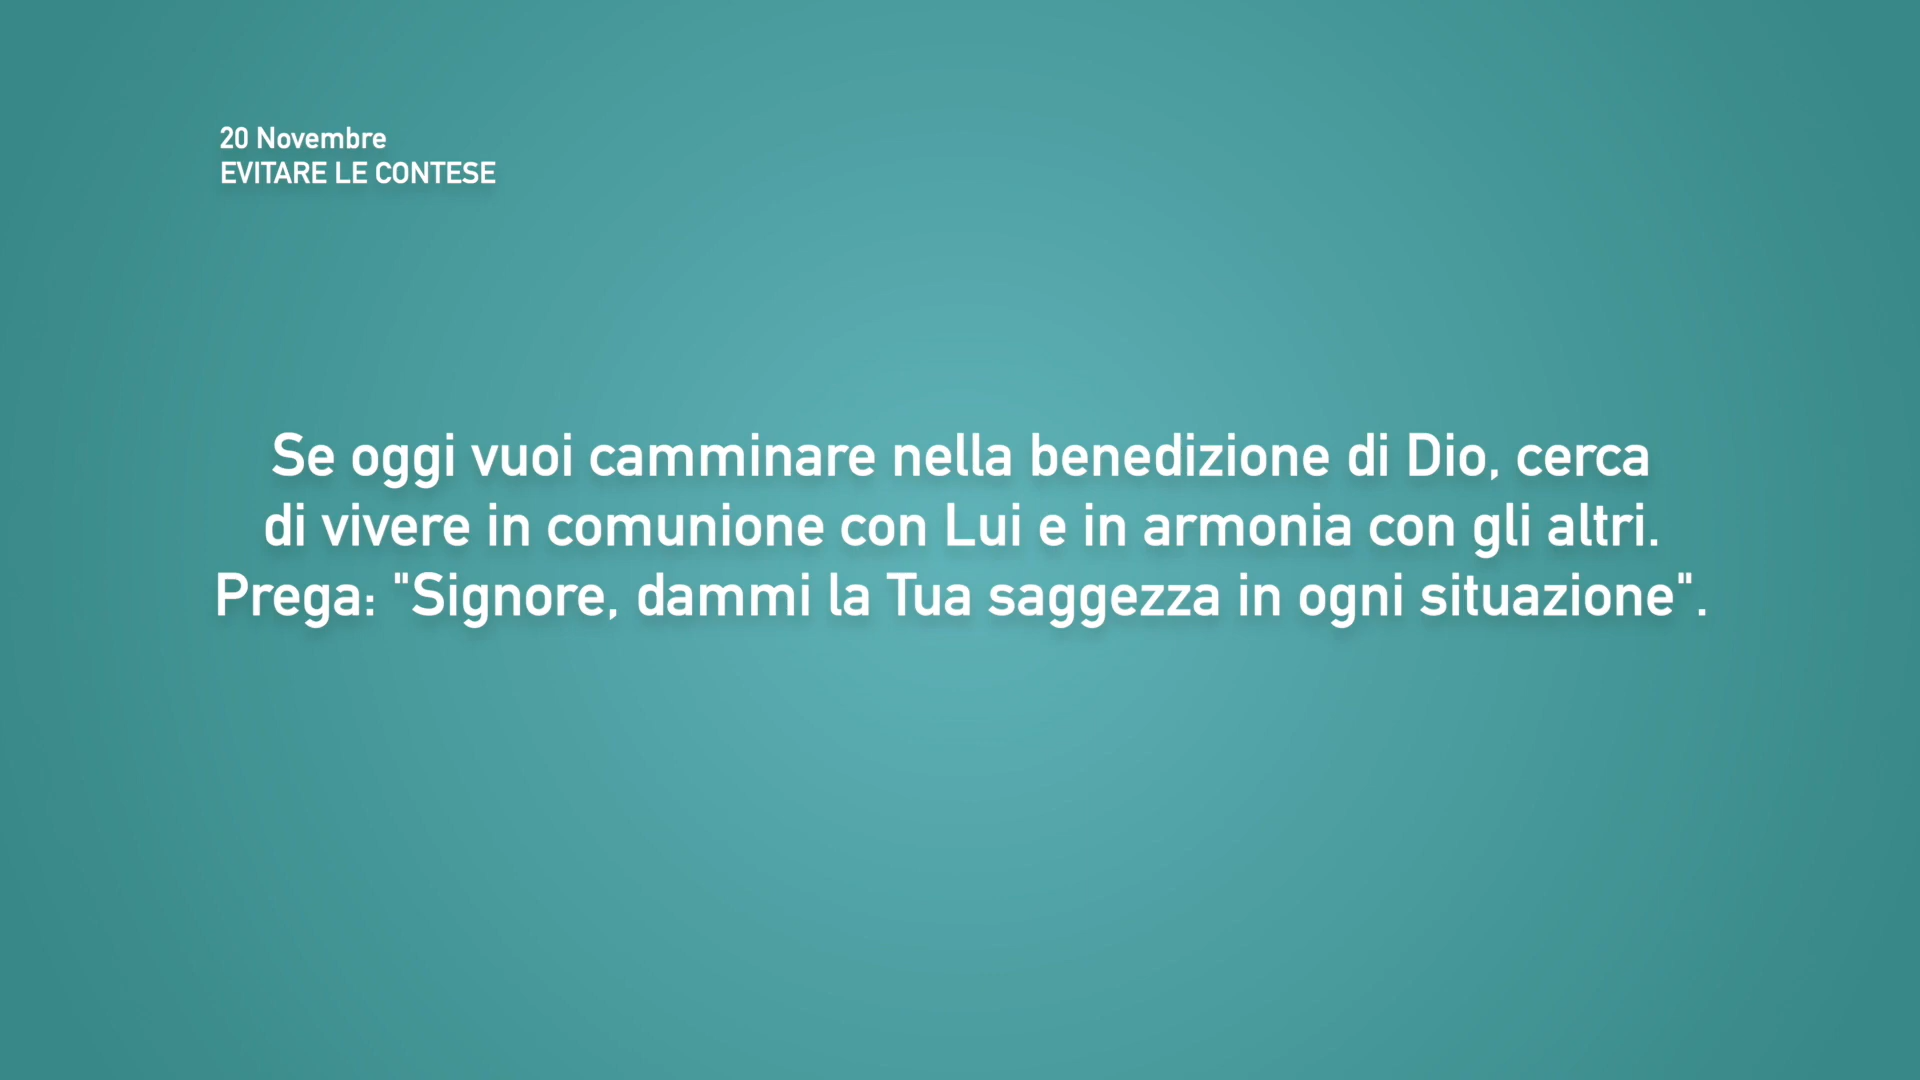 20 Novembre
EVITARE LE CONTESE
Se oggi vuoi camminare nella benedizione di Dio, cerca
di vivere in comunione con Lui e in armonia con gli altri.
Prega: "Signore, dammi la Tua saggezza in ogni situazione".